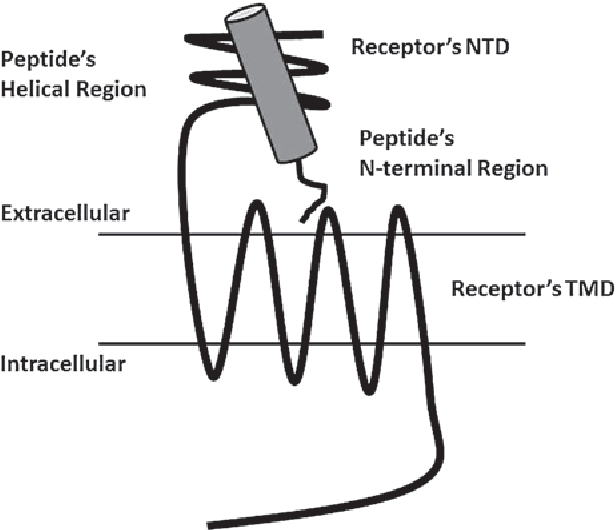 Peptide's
Helical Region
Receptor's NTD
Peptide's
N-terminal Region
Extracellular
Receptor's TMD
Intracellular